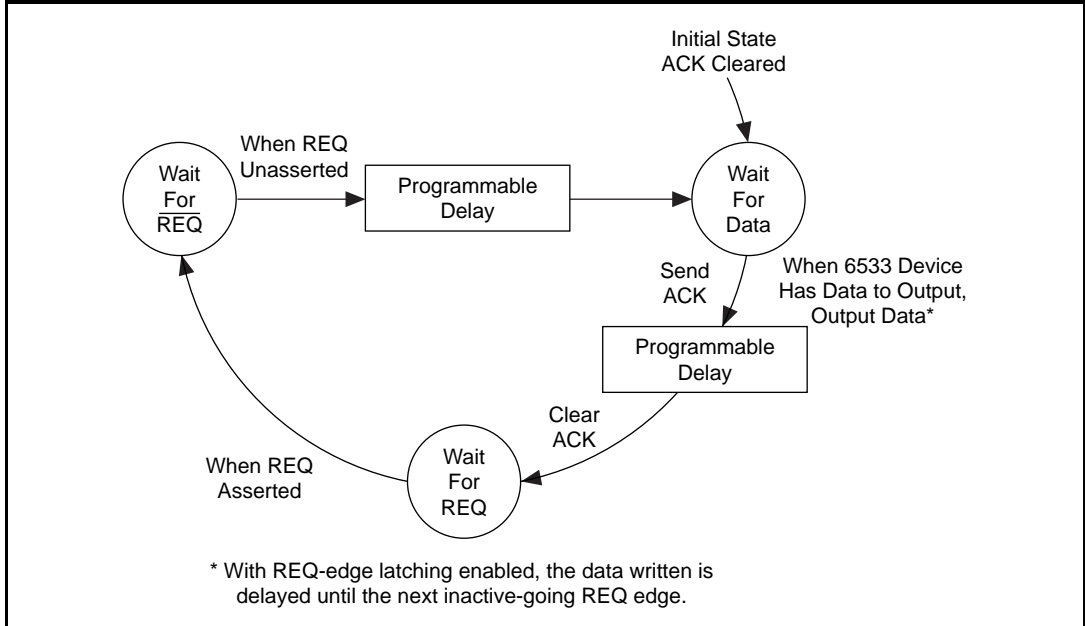 Initial State
ACK Cleared
When REQ
Unasserted
Wait
For
REQ
Programmable
Delay
Wait
For
Data
Send
ACK
When 6533 Device
Has Data to Output,
Output Data*
Programmable
Delay
Clear
ACK
Wait
For
REQ
When REQ
Asserted
* With REQ-edge latching enabled, the data written is
delayed until the next inactive-going REQ edge.